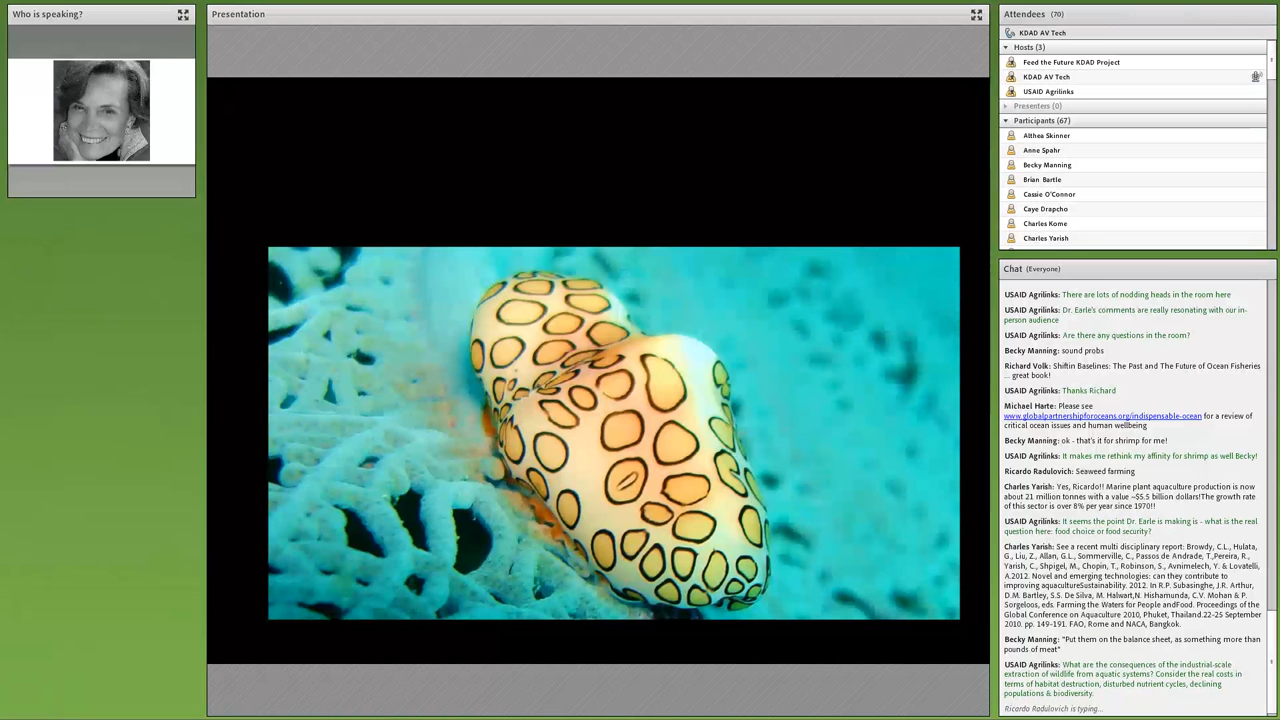 Who is speaking?
Presentation
Attendees (70)
KDAD AV Tech
Hosts (3)
Feed the Future KDAD Project
KDAD AV Tech
USAID Agrilinks
Presenters (0)
Participants (67)
Althea Skinner
Anne Spahr
Becky Manning
Brian Bartle
Cassie O'Connor
Caye Drapcho
Charles Kome
Charles Yarish
Chat (Everyone)
USAID Agrilinks: There are lots of nodding heads in the room here
USAID Agrilinks: Dr. Earle's comments are really resonating with our in-
person audience
USAID Agrilinks: Are there any questions in the room?
Becky Manning: sound probs
Richard Volk: Shiftin Baselines: The Past and The Future of Ocean Fisheries
... great book!
USAID Agrilinks: Thanks Richard
Michael Harte: Please see
www.globalpartnershipforoceans.org/indispensable-ocean for a review of
critical ocean issues and human wellbeing
Becky Manning: ok - that's it for shrimp for me!
USAID Agrilinks: It makes me rethink my affinity for shrimp as well Becky!
Ricardo Radulovich: Seaweed farming
Charles Yarish: Yes, Ricardo!! Marine plant aquaculture production is now
about 21 million tonnes with a value ~$5.5 billion dollars!The growth rate
of this sector is over 8% per year since 1970!!
USAID Agrilinks: It seems the point Dr. Earle is making is - what is the real
question here: food choice or food security?
Charles Yarish: See a recent multi disciplinary report: Browdy, C.L., Hulata,
G., Liu, Z., Allan, G.L., Sommerville, C., Passos de Andrade, T.,Pereira, R.,
Yarish, C., Shpigel, M., Chopin, T., Robinson, S., Avnimelech, Y. & Lovatelli,
A.2012. Novel and emerging technologies: can they contribute to
improving aquacultureSustainability. 2012. In R.P. Subasinghe, J.R. Arthur,
D.M. Bartley, S.S. De Silva, M. Halwart,N. Hishamunda, C.V. Mohan & P.
Sorgeloos, eds. Farming the Waters for People andFood. Proceedings of the
Global Conference on Aquaculture 2010, Phuket, Thailand.22-25 September
2010. pp. 149-191. FAO, Rome and NACA, Bangkok.
Becky Manning: "Put them on the balance sheet, as something more than
pounds of meat"
USAID Agrilinks: What are the consequences of the industrial-scale
extraction of wildlife from aquatic systems? Consider the real costs in
terms of habitat destruction, disturbed nutrient cycles, declining
populations & biodiversity.
Ricardo Radulovich is typing...